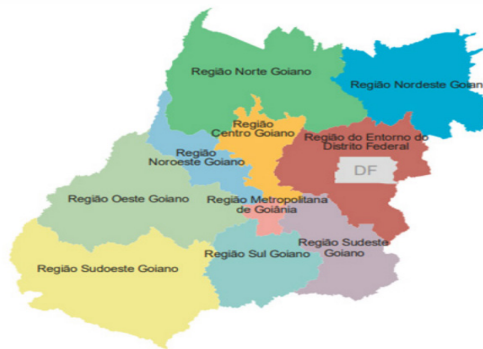 Região Norte Goiano
Região Nordeste Goian
Região
Centro Goiano
Região do Entorno do
Distrito Federal
DF
Região
Noroeste Goiano
Região Oeste Goiano
Região Metropolitana
de Goiânia
Região Sudeste
Goiano
Região Sul Goiano
Região Sudoeste Goiano